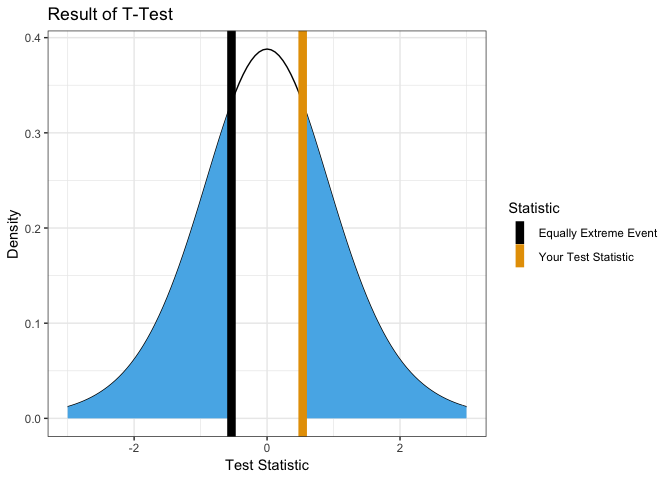 Result of T-Test
0.4
0.3
0.2
0.1
0.0
Density
-2
0
2
Test Statistic
Statistic
Equally Extreme Event
Your Test Statistic